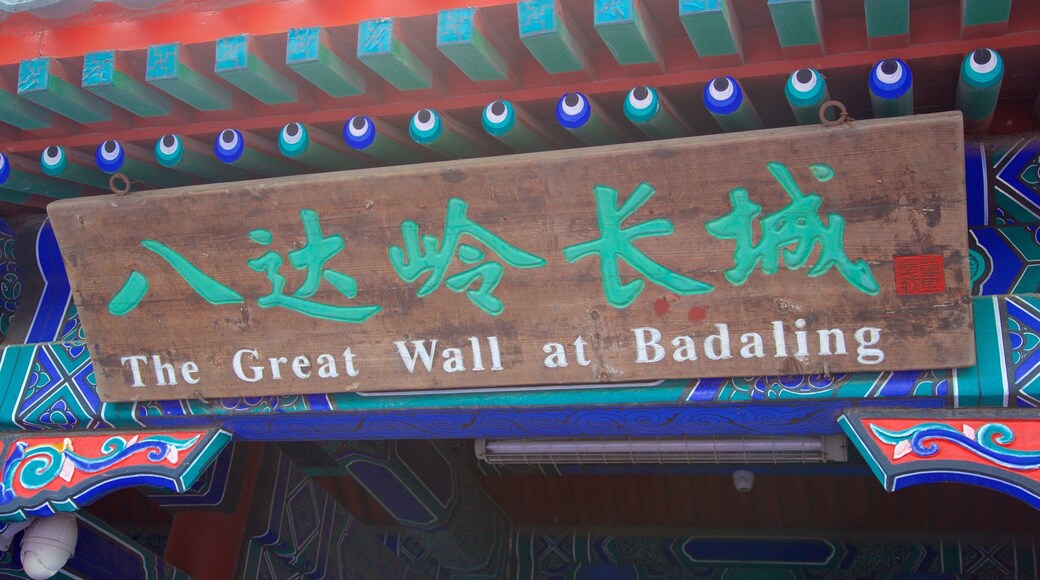 八达岭长城
The Great Wall at Badaling